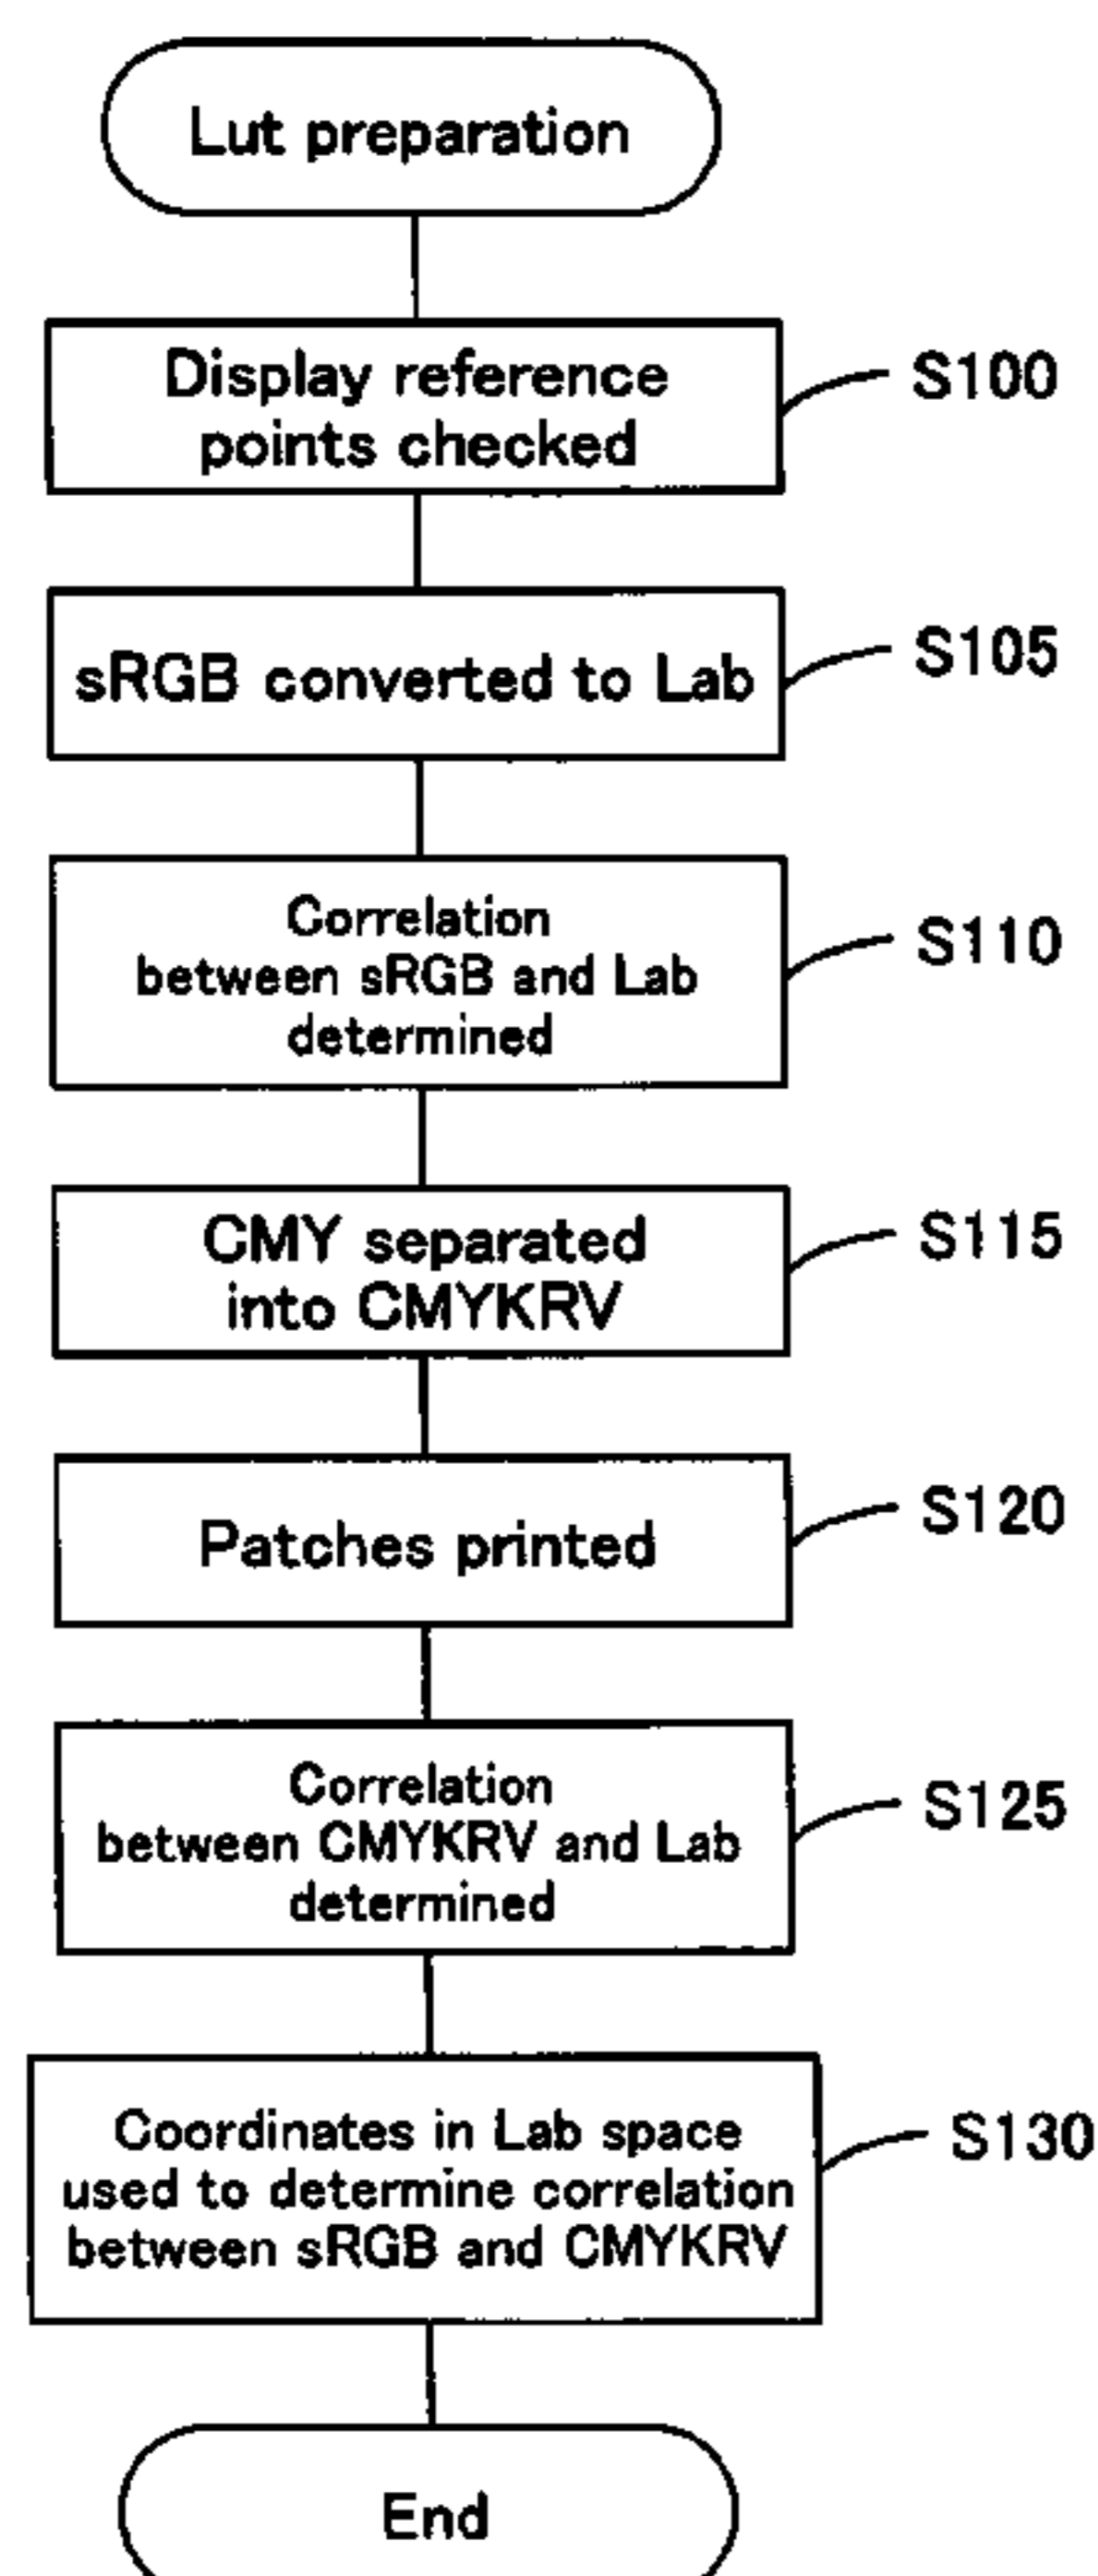 Lut preparation
Display reference
points checked
S100
sRGB converted to Lab
S105
Correlation
between sRGB and Lab
determined
S110
CMY separated
into CMYKRV
S115
Patches printed
S120
Correlation
between CMYKRV and Lab
determined
S125
Coordinates in Lab space
used to determine correlation
between sRGB and CMYKRV
S130
End